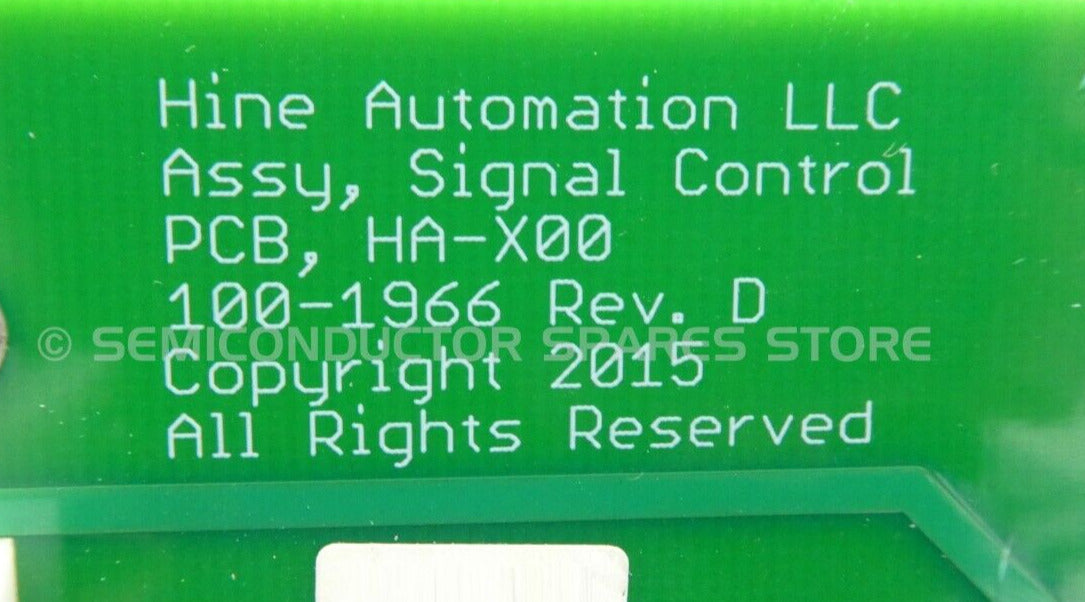 Hine Automation LLC
Assy, Signal Control
PCB, HA-X00
100-1966 Rev. D
© SEMICONDUCTOR SPARES STORE
Copyright 2015
All Rights Reserved